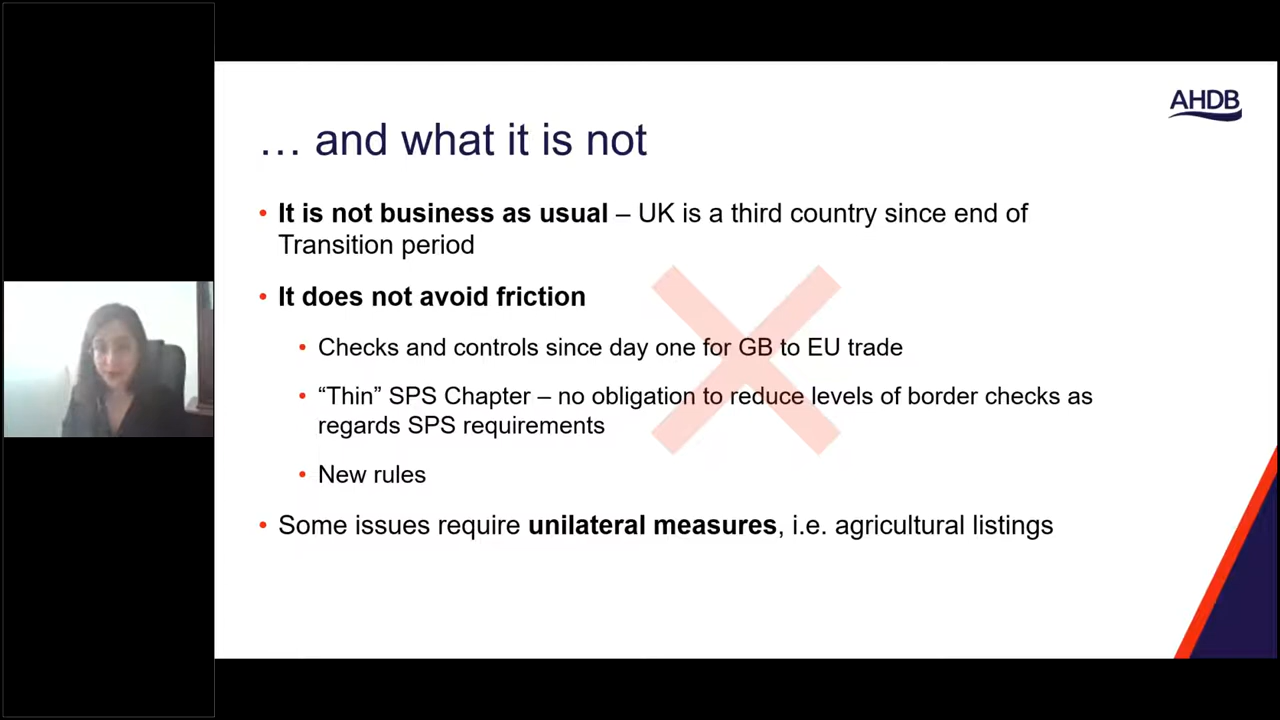 AHDB
… and what it is not
• It is not business as usual – UK is a third country since end of
Transition period
• It does not avoid friction
• Checks and controls since day one for GB to EU trade
• “Thin” SPS Chapter – no obligation to reduce levels of border checks as
regards SPS requirements
• New rules
• Some issues require unilateral measures, i.e. agricultural listings